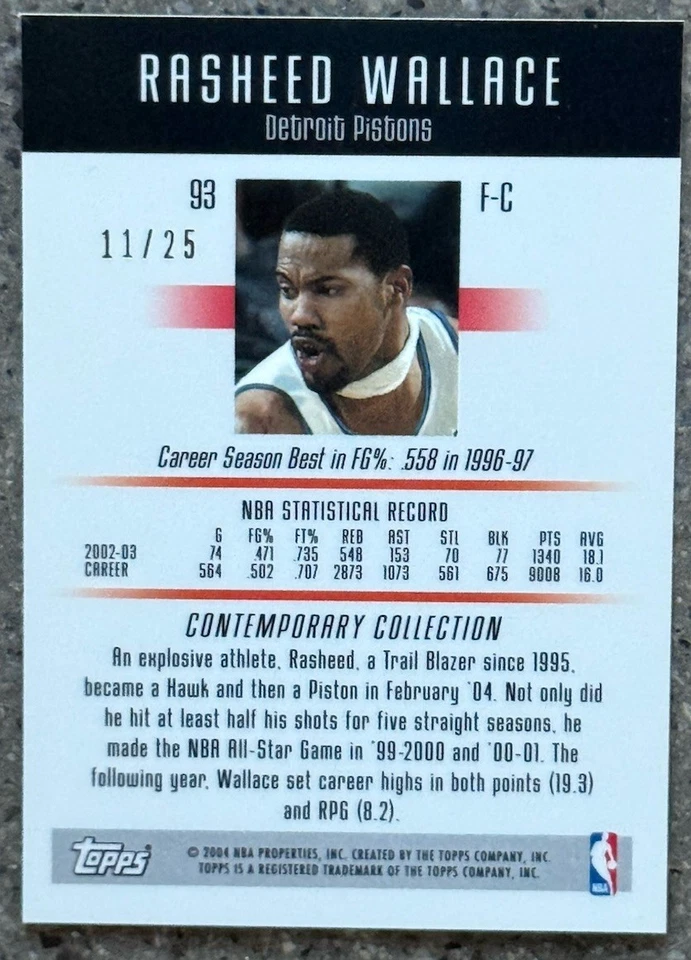 RASHEED WALLACE
Detroit Pistons
93
F-C
11/25
Career Season Best in FG%: .558 in 1996-97
NBA STATISTICAL RECORD
G FG% FT% REB AST STL BLK PTS AVG
2002-03 74 .471 .735 548 153 70 77 1340 18.1
CAREER 564 .502 .707 2873 1073 561 675 9008 16.0
CONTEMPORARY COLLECTION
An explosive athlete, Rasheed, a Trail Blazer since 1995,
became a Hawk and then a Piston in February '04. Not only did
he hit at least half his shots for five straight seasons, he
made the NBA All-Star Game in '99-2000 and '00-01. The
following year, Wallace set career highs in both points (19.3)
and RPG (8.2).
Topps
© 2004 NBA PROPERTIES, INC. CREATED BY THE TOPPS COMPANY, INC.
TOPPS IS A REGISTERED TRADEMARK OF THE TOPPS COMPANY, INC.
NBA